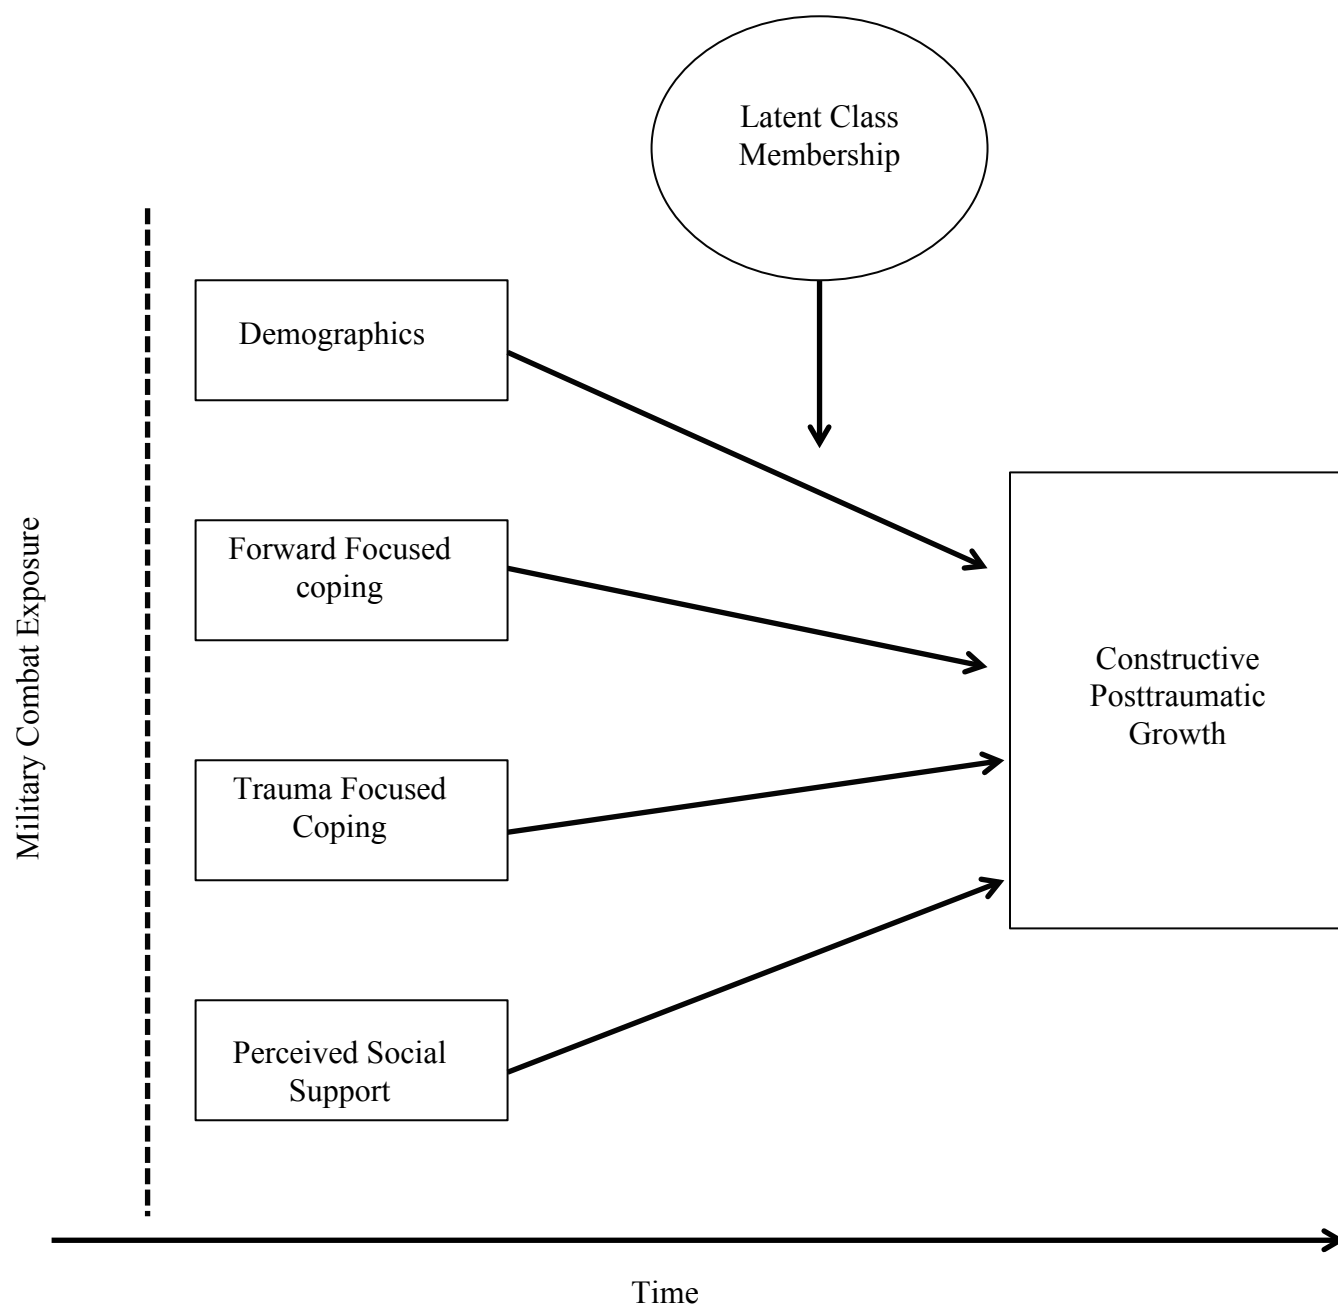 Latent Class
Membership
Demographics
Forward Focused
coping
Military Combat Exposure
Constructive
Posttraumatic
Growth
Trauma Focused
Coping
Perceived Social
Support
Time